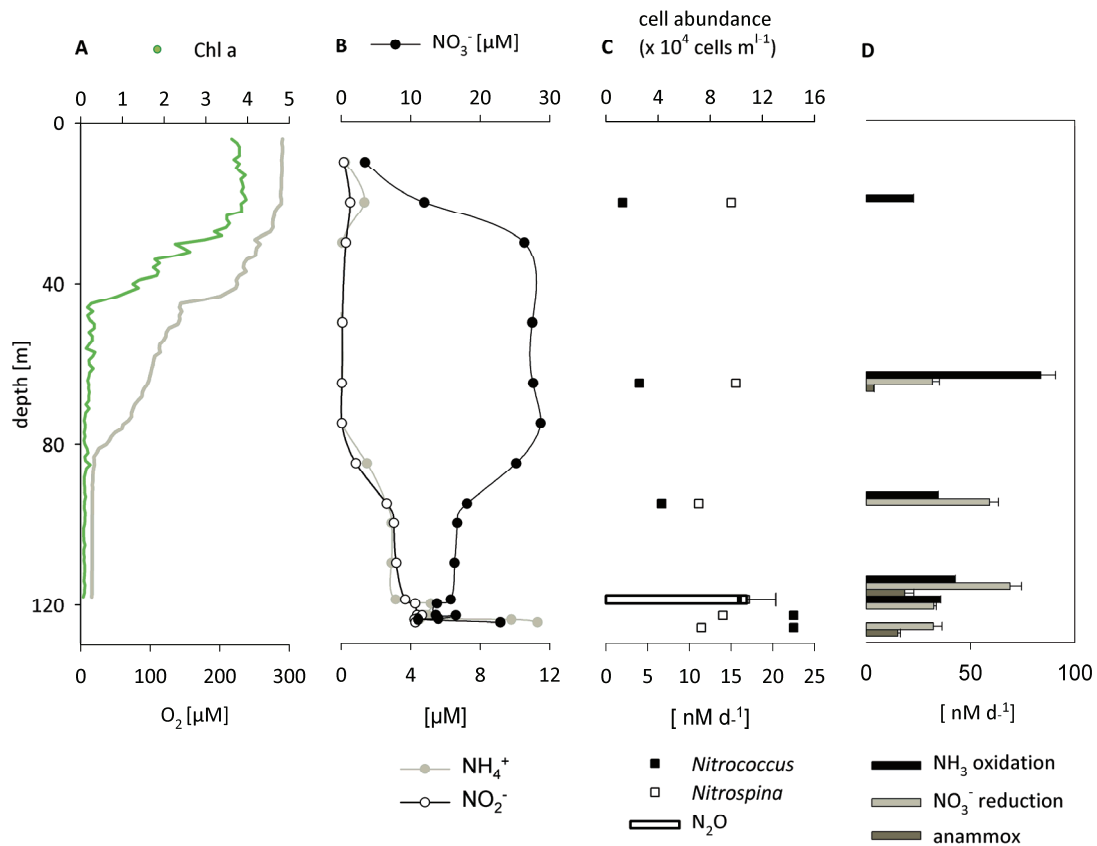 cell abundance
A Chl a B NO₃⁻ [µM] C (x 10⁴ cells mˡ⁻¹) D
0 1 2 3 4 5 0 10 20 30 0 4 8 12 16
0
40
80
120
depth [m]
0 100 200 300 0 4 8 12 0 5 10 15 20 25 0 50 100
O₂ [µM] [µM] [ nM d-¹] [ nM d-¹]
NH₄⁺
NO₂⁻
Nitrococcus
Nitrospina
N₂O
NH₃ oxidation
NO₃⁻ reduction
anammox